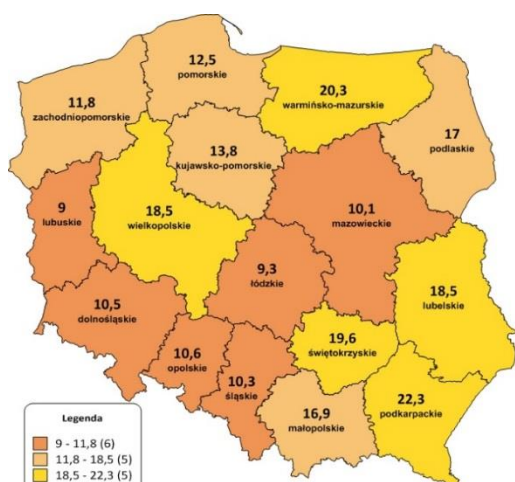 12,5
pomorskie
20,3
warmińsko-mazurskie
11,8
zachodniopomorskie
17
podlaskie
13,8
kujawsko-pomorskie
9
lubuskie
18,5
wielkopolskie
10,1
mazowieckie
9,3
łódzkie
18,5
lubelskie
10,5
dolnośląskie
19,6
świętokrzyskie
10,6
opolskie
10,3
śląskie
22,3
podkarpackie
16,9
małopolskie
Legenda
9 - 11,8 (6)
11,8 - 18,5 (5)
18,5 - 22,3 (5)